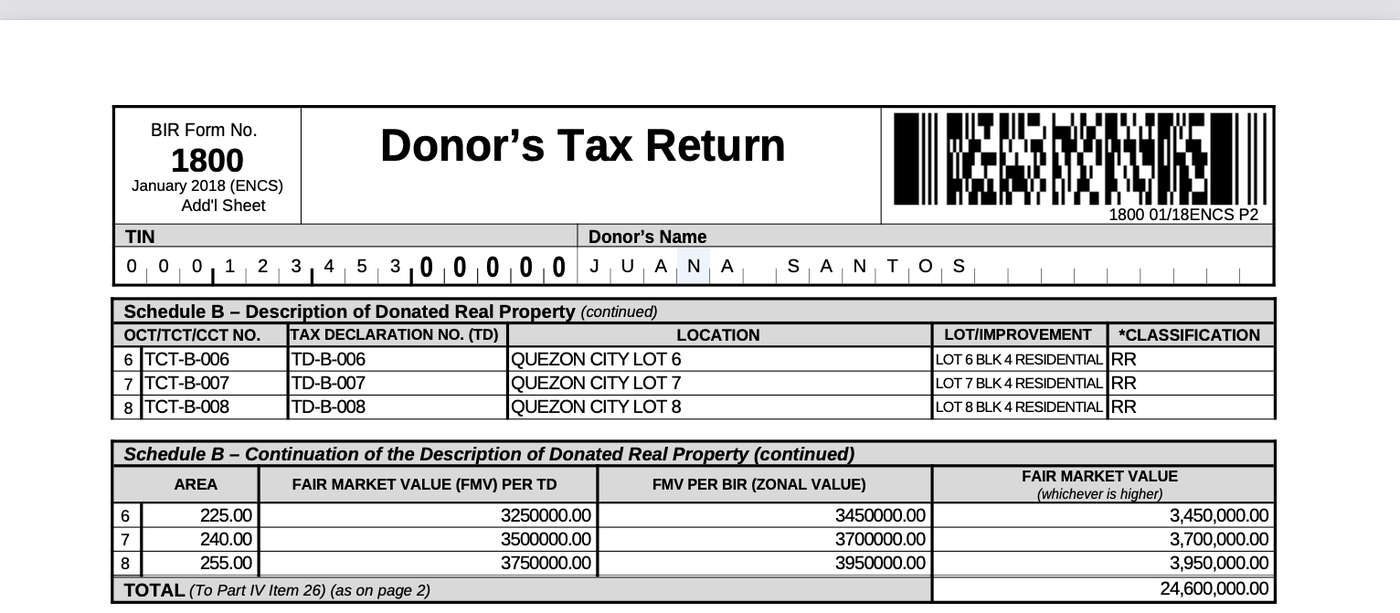 BIR Form No.
1800
January 2018 (ENCS)
Add'l Sheet
Donor's Tax Return
1800 01/18ENCS P2
TIN Donor's Name
0 0 0 1 2 3 4 5 3 0 0 0 0 0 J U A N A S A N T O S
Schedule B – Description of Donated Real Property (continued)
OCT/TCT/CCT NO. TAX DECLARATION NO. (TD) LOCATION LOT/IMPROVEMENT *CLASSIFICATION
6 TCT-B-006 TD-B-006 QUEZON CITY LOT 6 LOT 6 BLK 4 RESIDENTIAL RR
7 TCT-B-007 TD-B-007 QUEZON CITY LOT 7 LOT 7 BLK 4 RESIDENTIAL RR
8 TCT-B-008 TD-B-008 QUEZON CITY LOT 8 LOT 8 BLK 4 RESIDENTIAL RR
Schedule B – Continuation of the Description of Donated Real Property (continued)
AREA FAIR MARKET VALUE (FMV) PER TD FMV PER BIR (ZONAL VALUE) FAIR MARKET VALUE
(whichever is higher)
6 225.00 3250000.00 3450000.00 3,450,000.00
7 240.00 3500000.00 3700000.00 3,700,000.00
8 255.00 3750000.00 3950000.00 3,950,000.00
TOTAL (To Part IV Item 26) (as on page 2) 24,600,000.00